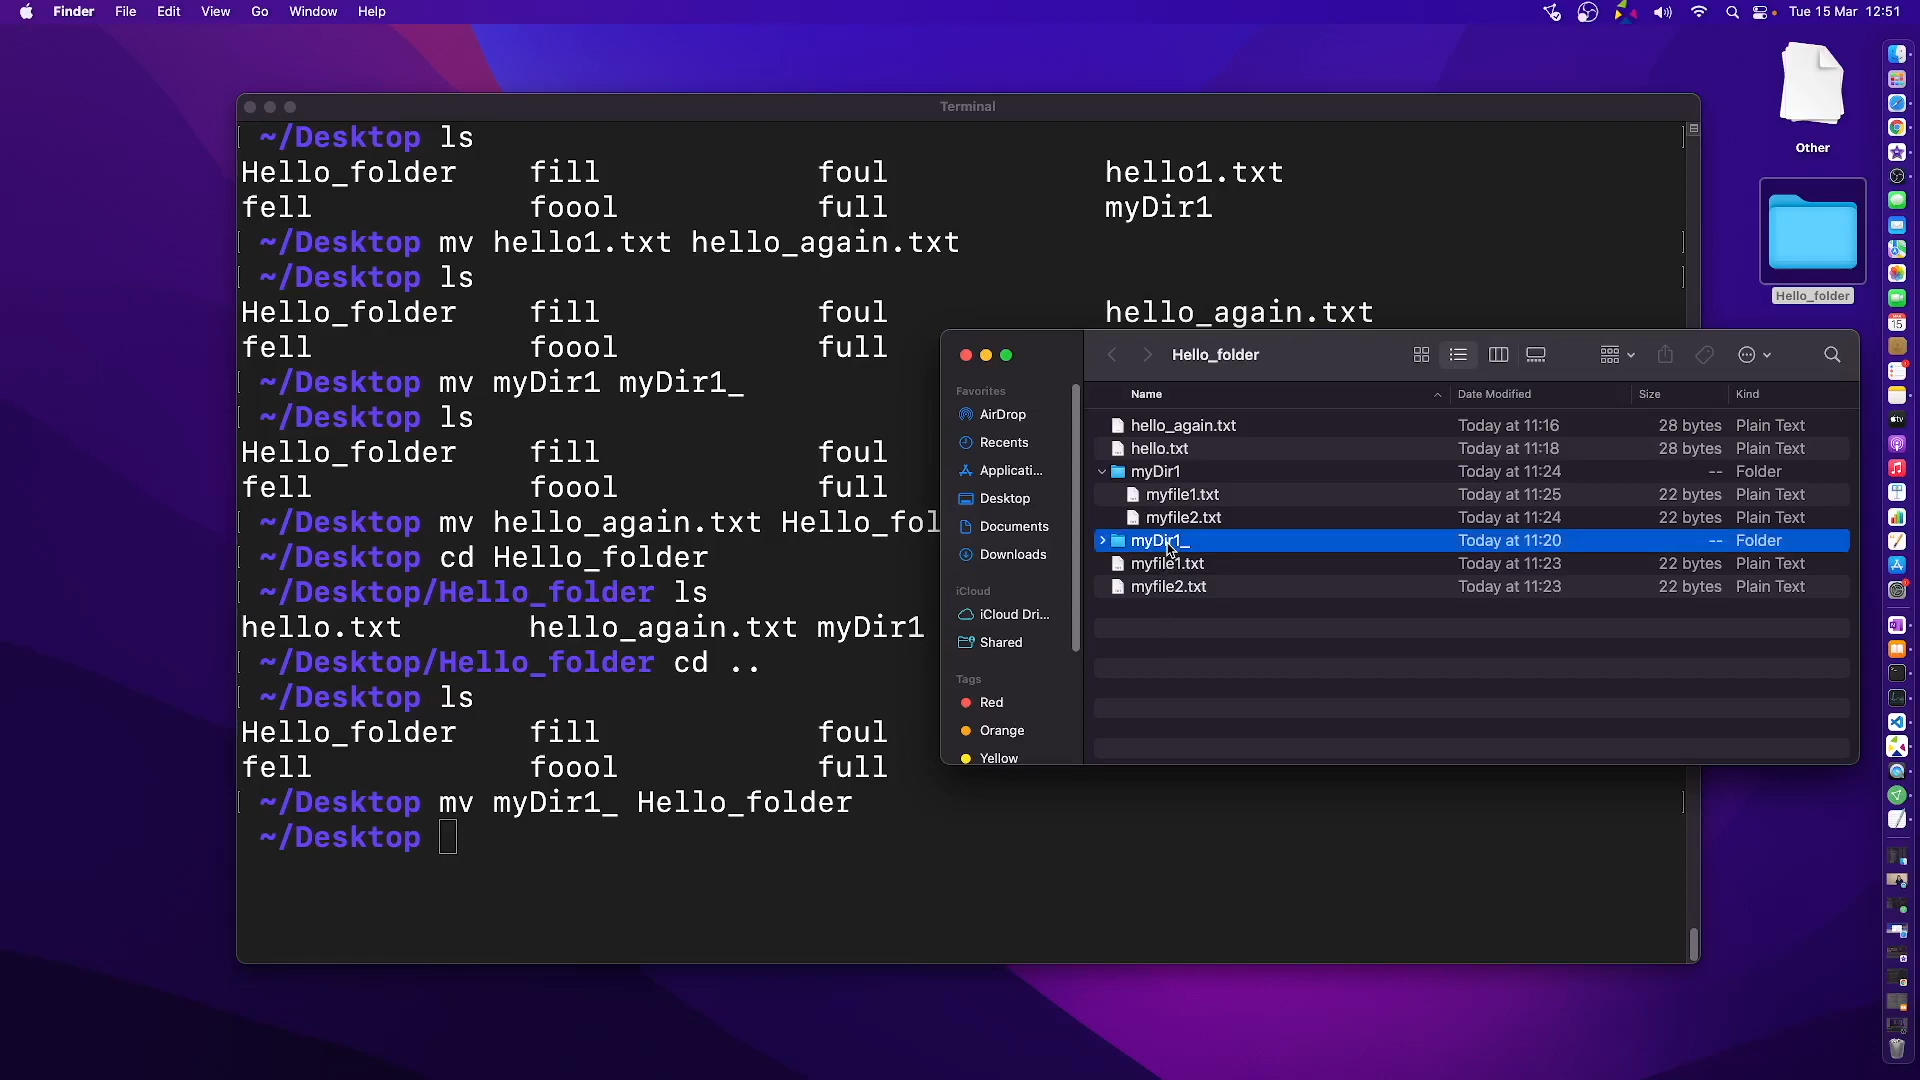 Finder File Edit View Go Window Help
Tue 15 Mar 12:51
Other
Hello_folder
Terminal
~/Desktop ls
Hello_folder fill foul hello1.txt
fell foool full myDir1
~/Desktop mv hello1.txt hello_again.txt
~/Desktop ls
Hello_folder fill foul hello_again.txt
fell foool full
~/Desktop mv myDir1 myDir1_
~/Desktop ls
Hello_folder fill foul
fell foool full
~/Desktop mv hello_again.txt Hello_fol
~/Desktop cd Hello_folder
~/Desktop/Hello_folder ls
hello.txt hello_again.txt myDir1
~/Desktop/Hello_folder cd ..
~/Desktop ls
Hello_folder fill foul
fell foool full
~/Desktop mv myDir1_ Hello_folder
~/Desktop
Hello_folder
Favorites
AirDrop
Recents
Applicati...
Desktop
Documents
Downloads
iCloud
iCloud Dri...
Shared
Tags
Red
Orange
Yellow
Name Date Modified Size Kind
hello_again.txt Today at 11:16 28 bytes Plain Text
hello.txt Today at 11:18 28 bytes Plain Text
myDir1 Today at 11:24 -- Folder
myfile1.txt Today at 11:25 22 bytes Plain Text
myfile2.txt Today at 11:24 22 bytes Plain Text
myDir1_ Today at 11:20 -- Folder
myfile1.txt Today at 11:23 22 bytes Plain Text
myfile2.txt Today at 11:23 22 bytes Plain Text